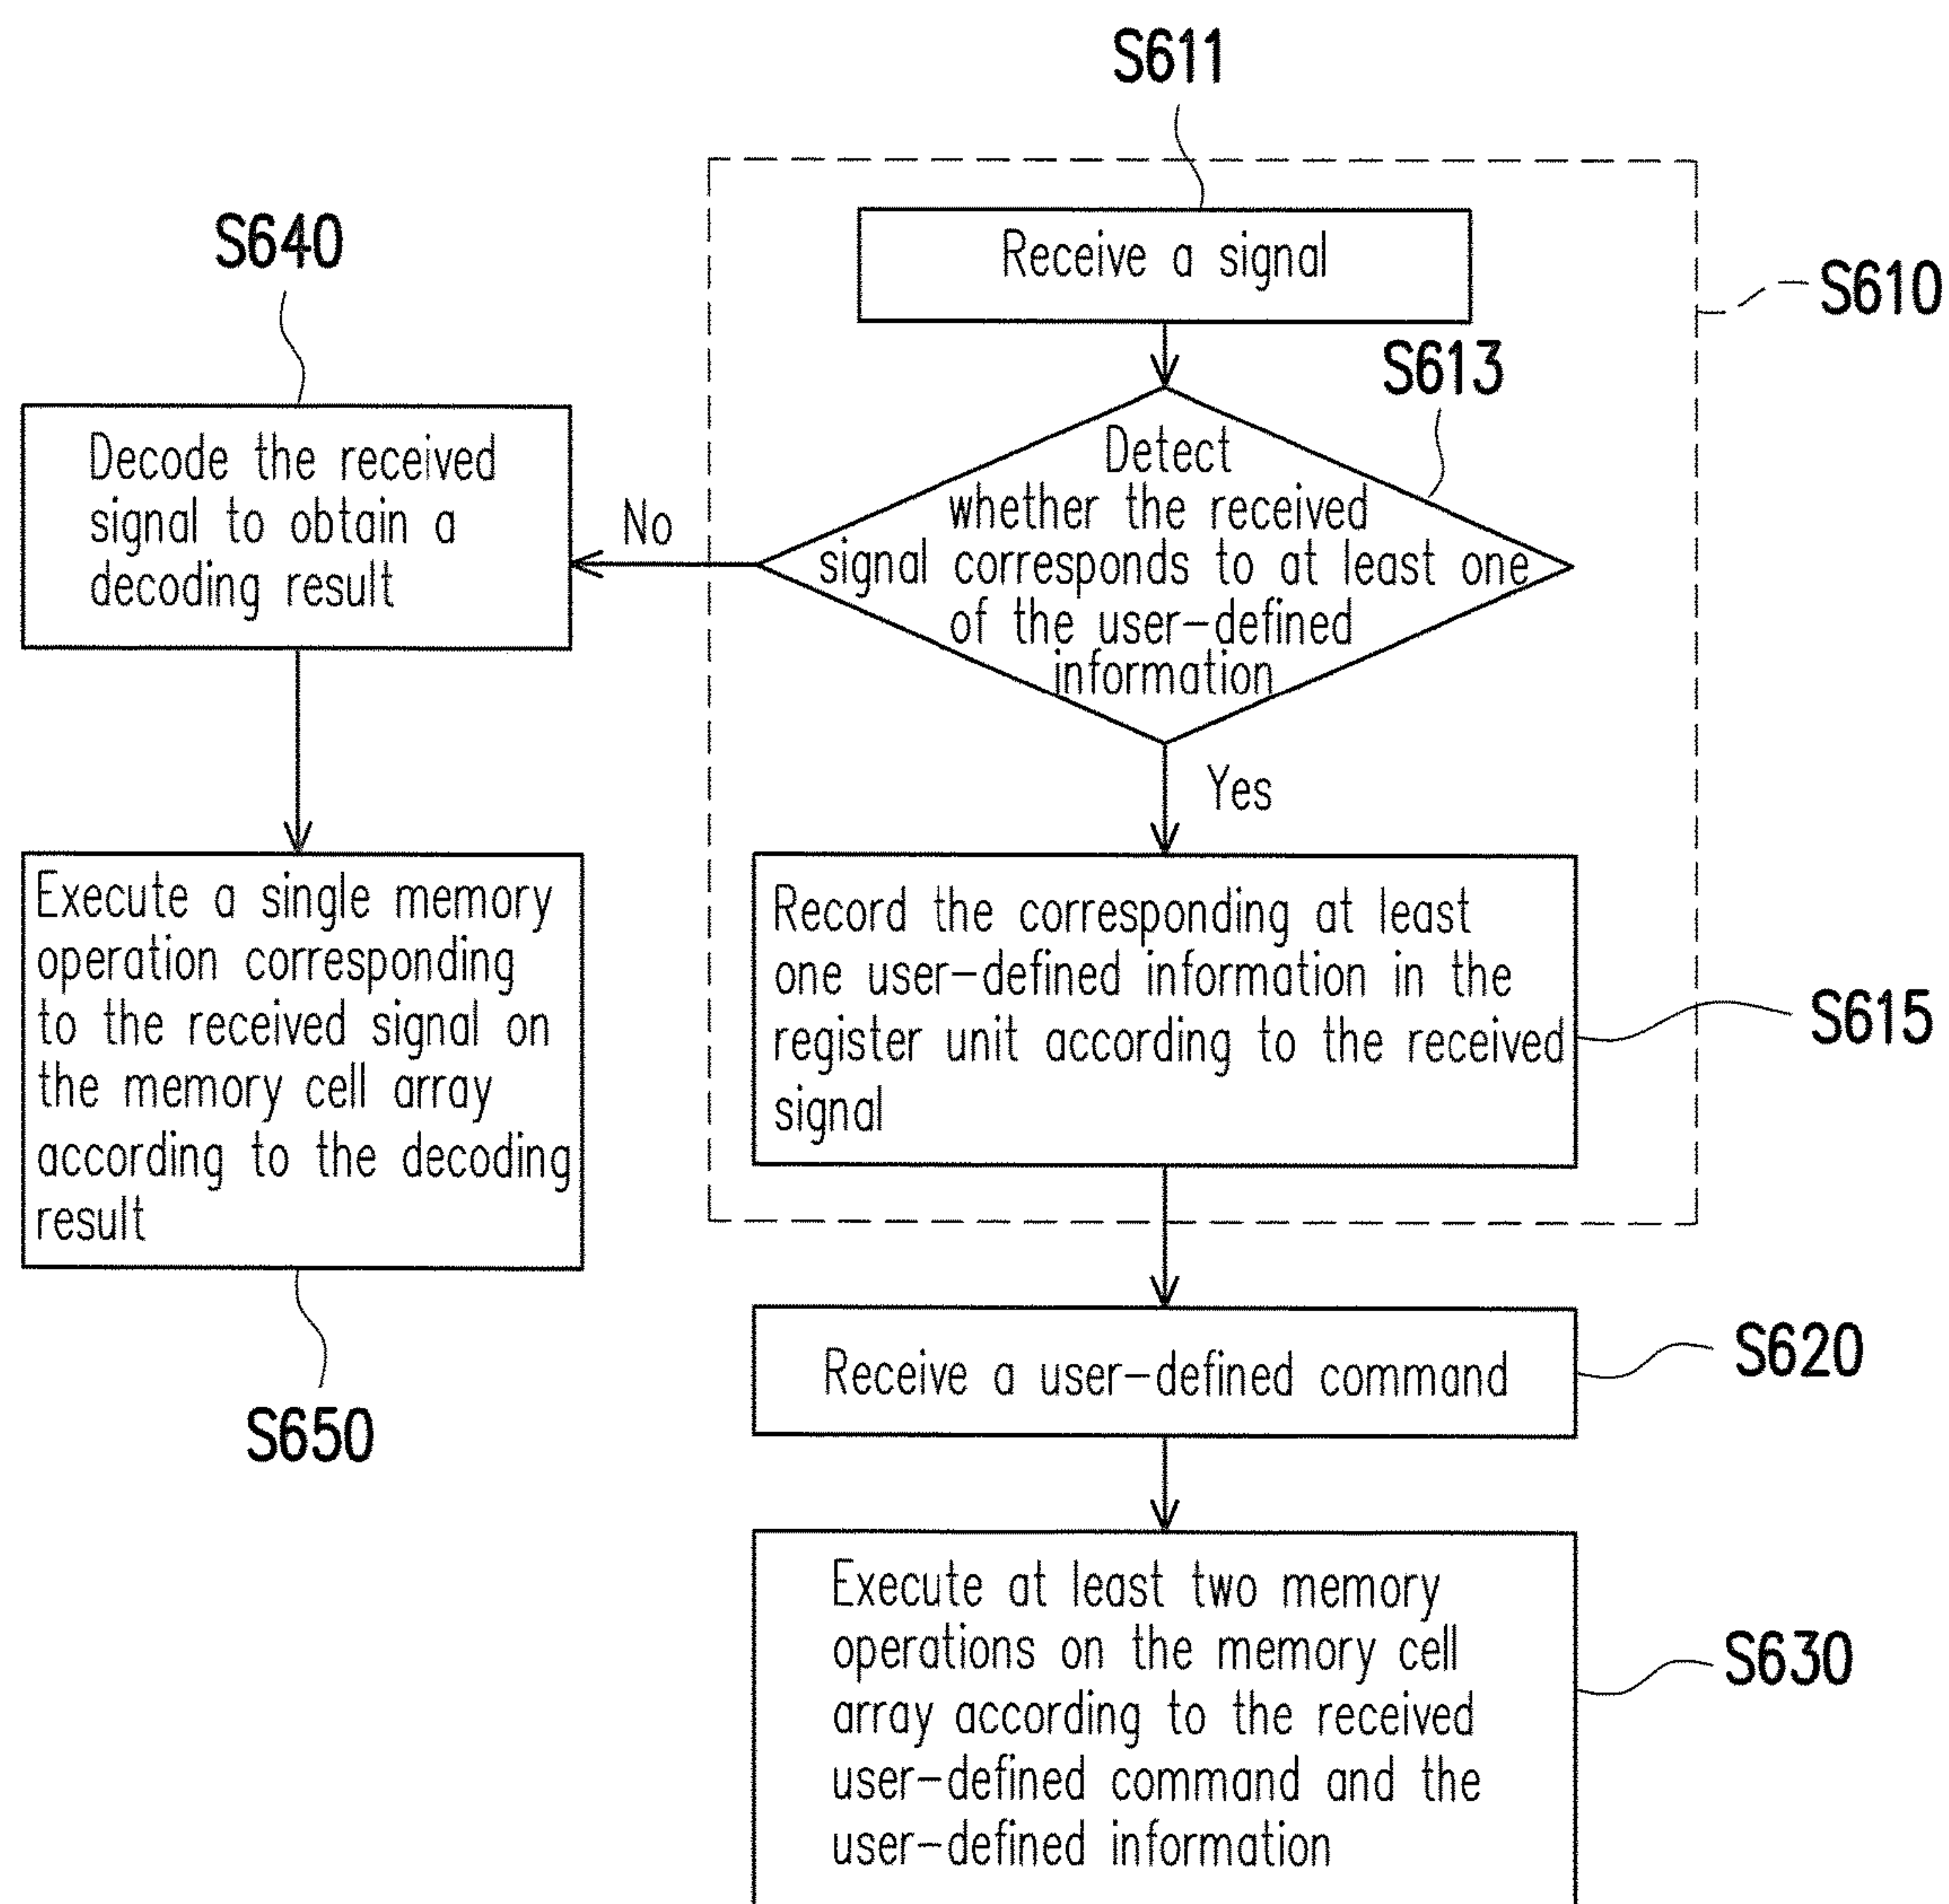 S611
Receive a signal
S610
S613
Detect
whether the received
signal corresponds to at least one
of the user-defined
information
No
Yes
S640
Decode the received
signal to obtain a
decoding result
Execute a single memory
operation corresponding
to the received signal on
the memory cell array
according to the decoding
result
S650
Record the corresponding at least
one user-defined information in the
register unit according to the received
signal
S615
Receive a user-defined command
S620
Execute at least two memory
operations on the memory cell
array according to the received
user-defined command and the
user-defined information
S630